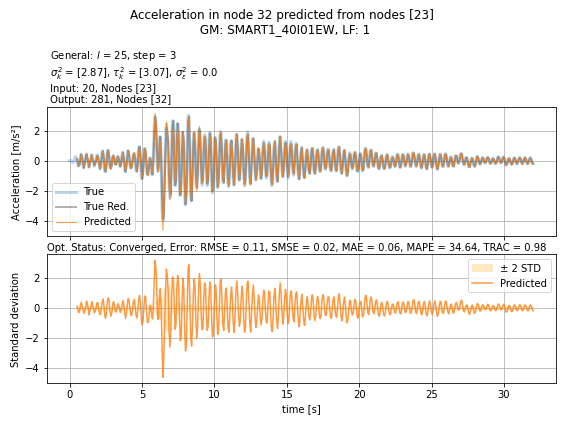 Acceleration in node 32 predicted from nodes [23]
GM: SMART1_40I01EW, LF: 1
General: l = 25, step = 3
σ²ₖ = [2.87], τ²ₖ = [3.07], σ²ₑ = 0.0
Input: 20, Nodes [23]
Output: 281, Nodes [32]
Acceleration [m/s²]
2
0
−2
−4
True
True Red.
Predicted
Opt. Status: Converged, Error: RMSE = 0.11, SMSE = 0.02, MAE = 0.06, MAPE = 34.64, TRAC = 0.98
Standard deviation
2
0
−2
−4
± 2 STD
Predicted
0 5 10 15 20 25 30
time [s]